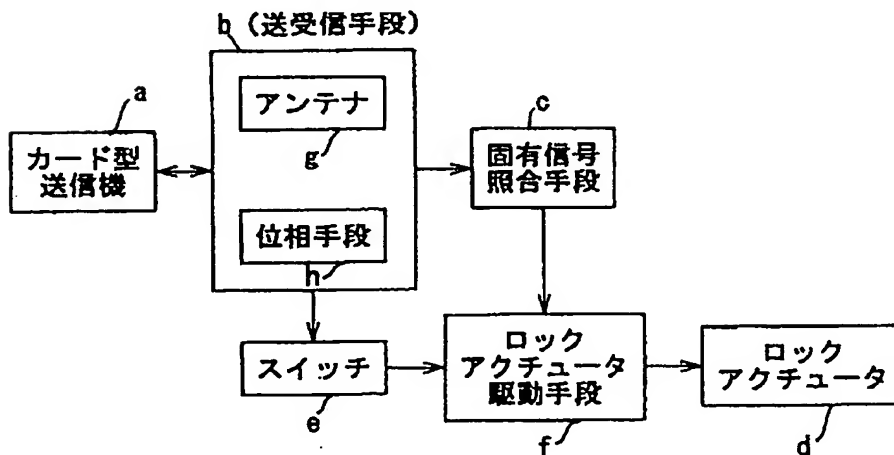 b（送受信手段）
a
アンテナ
g
c
カード型
送信機
固有信号
照合手段
位相手段
h
スイッチ
e
ロック
アクチュータ
駆動手段
f
ロック
アクチュータ
d